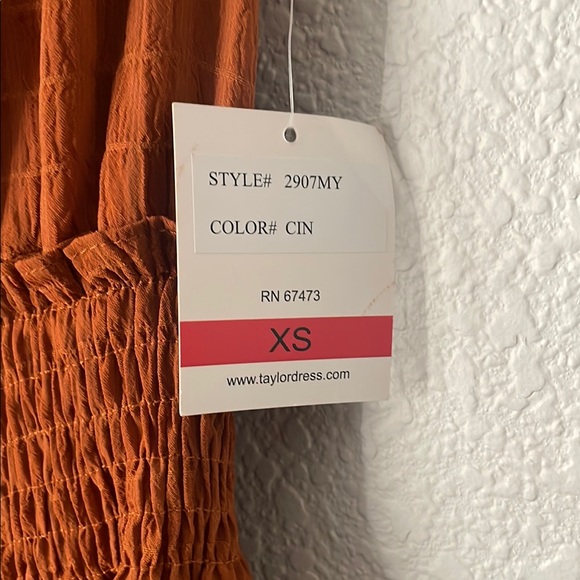 STYLE# 2907MY
COLOR# CIN
RN 67473
XS
www.taylordress.com